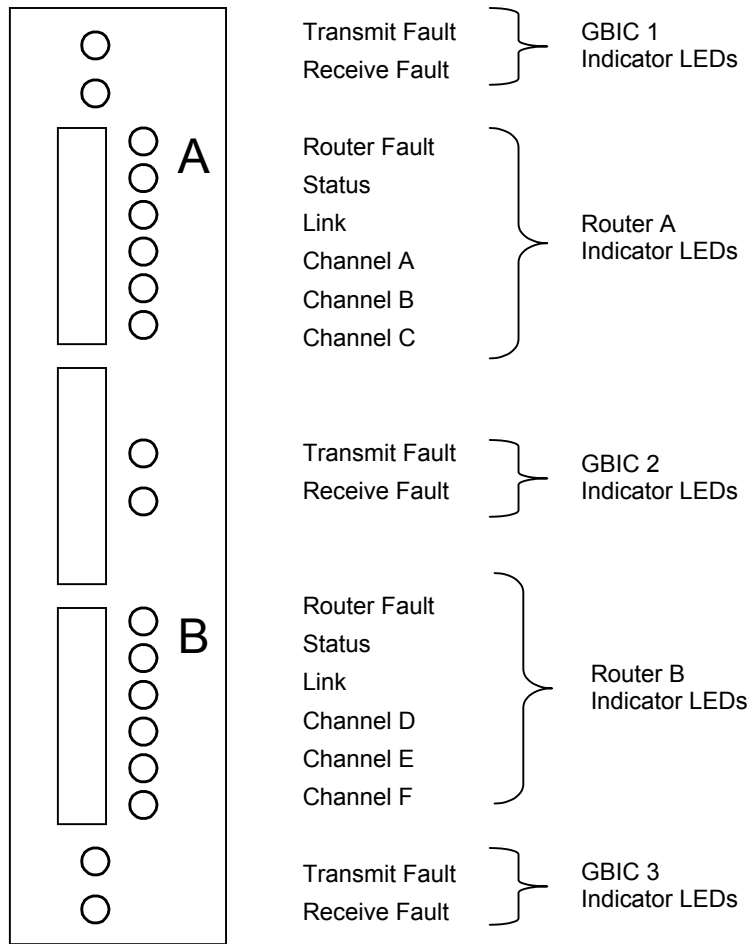 Transmit Fault
Receive Fault
GBIC 1
Indicator LEDs
A
Router Fault
Status
Link
Channel A
Channel B
Channel C
Router A
Indicator LEDs
Transmit Fault
Receive Fault
GBIC 2
Indicator LEDs
B
Router Fault
Status
Link
Channel D
Channel E
Channel F
Router B
Indicator LEDs
Transmit Fault
Receive Fault
GBIC 3
Indicator LEDs